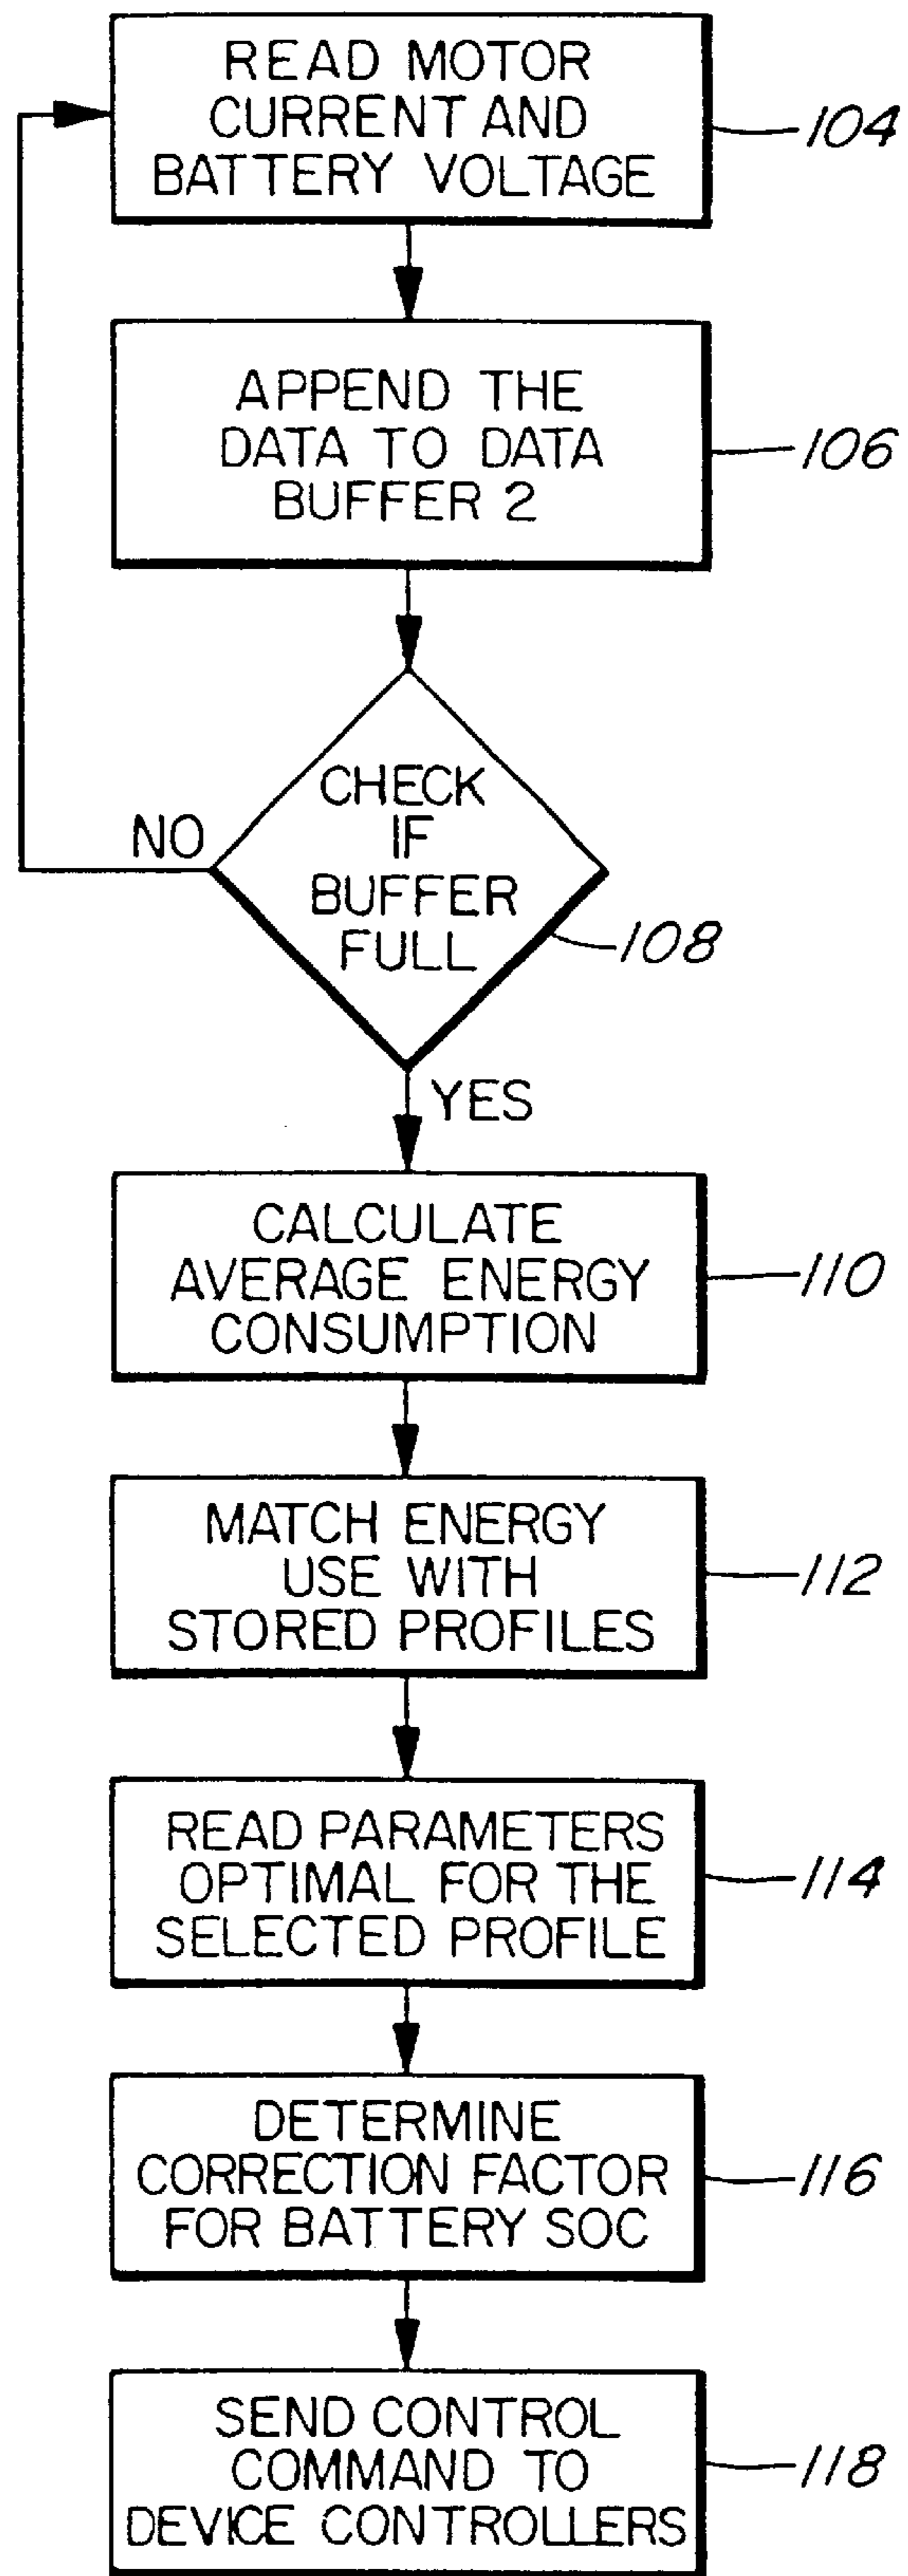 READ MOTOR
CURRENT AND
BATTERY VOLTAGE
104
APPEND THE
DATA TO DATA
BUFFER 2
106
CHECK
IF
BUFFER
FULL
NO
108
YES
CALCULATE
AVERAGE ENERGY
CONSUMPTION
110
MATCH ENERGY
USE WITH
STORED PROFILES
112
READ PARAMETERS
OPTIMAL FOR THE
SELECTED PROFILE
114
DETERMINE
CORRECTION FACTOR
FOR BATTERY SOC
116
SEND CONTROL
COMMAND TO
DEVICE CONTROLLERS
118